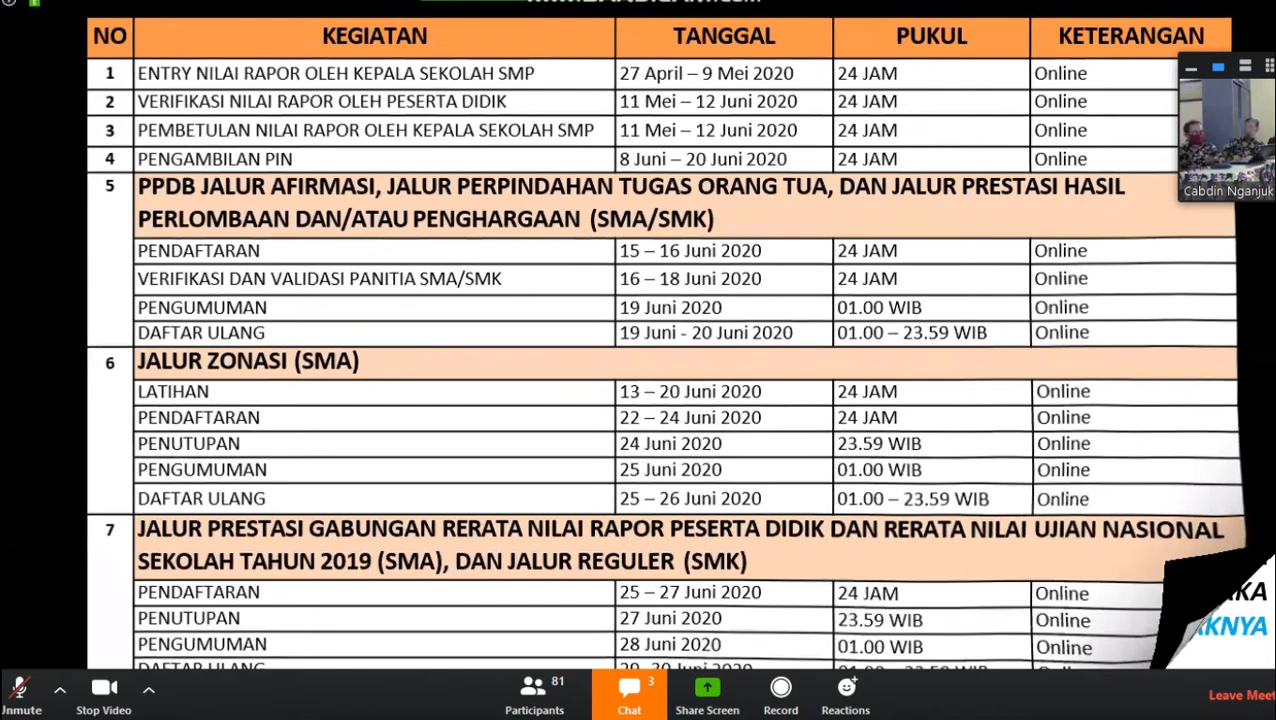 NO KEGIATAN TANGGAL PUKUL KETERANGAN
1 ENTRY NILAI RAPOR OLEH KEPALA SEKOLAH SMP 27 April – 9 Mei 2020 24 JAM Online
2 VERIFIKASI NILAI RAPOR OLEH PESERTA DIDIK 11 Mei – 12 Juni 2020 24 JAM Online
3 PEMBETULAN NILAI RAPOR OLEH KEPALA SEKOLAH SMP 11 Mei – 12 Juni 2020 24 JAM Online
4 PENGAMBILAN PIN 8 Juni – 20 Juni 2020 24 JAM Online
Cabdin Nganjuk
5 PPDB JALUR AFIRMASI, JALUR PERPINDAHAN TUGAS ORANG TUA, DAN JALUR PRESTASI HASIL
PERLOMBAAN DAN/ATAU PENGHARGAAN (SMA/SMK)
PENDAFTARAN 15 – 16 Juni 2020 24 JAM Online
VERIFIKASI DAN VALIDASI PANITIA SMA/SMK 16 – 18 Juni 2020 24 JAM Online
PENGUMUMAN 19 Juni 2020 01.00 WIB Online
DAFTAR ULANG 19 Juni - 20 Juni 2020 01.00 – 23.59 WIB Online
6 JALUR ZONASI (SMA)
LATIHAN 13 – 20 Juni 2020 24 JAM Online
PENDAFTARAN 22 – 24 Juni 2020 24 JAM Online
PENUTUPAN 24 Juni 2020 23.59 WIB Online
PENGUMUMAN 25 Juni 2020 01.00 WIB Online
DAFTAR ULANG 25 – 26 Juni 2020 01.00 – 23.59 WIB Online
7 JALUR PRESTASI GABUNGAN RERATA NILAI RAPOR PESERTA DIDIK DAN RERATA NILAI UJIAN NASIONAL
SEKOLAH TAHUN 2019 (SMA), DAN JALUR REGULER (SMK)
PENDAFTARAN 25 – 27 Juni 2020 24 JAM Online
PENUTUPAN 27 Juni 2020 23.59 WIB Online
PENGUMUMAN 28 Juni 2020 01.00 WIB Online
DAFTAR ULANG
81
3
Unmute Stop Video Participants Chat Share Screen Record Reactions Leave Meet